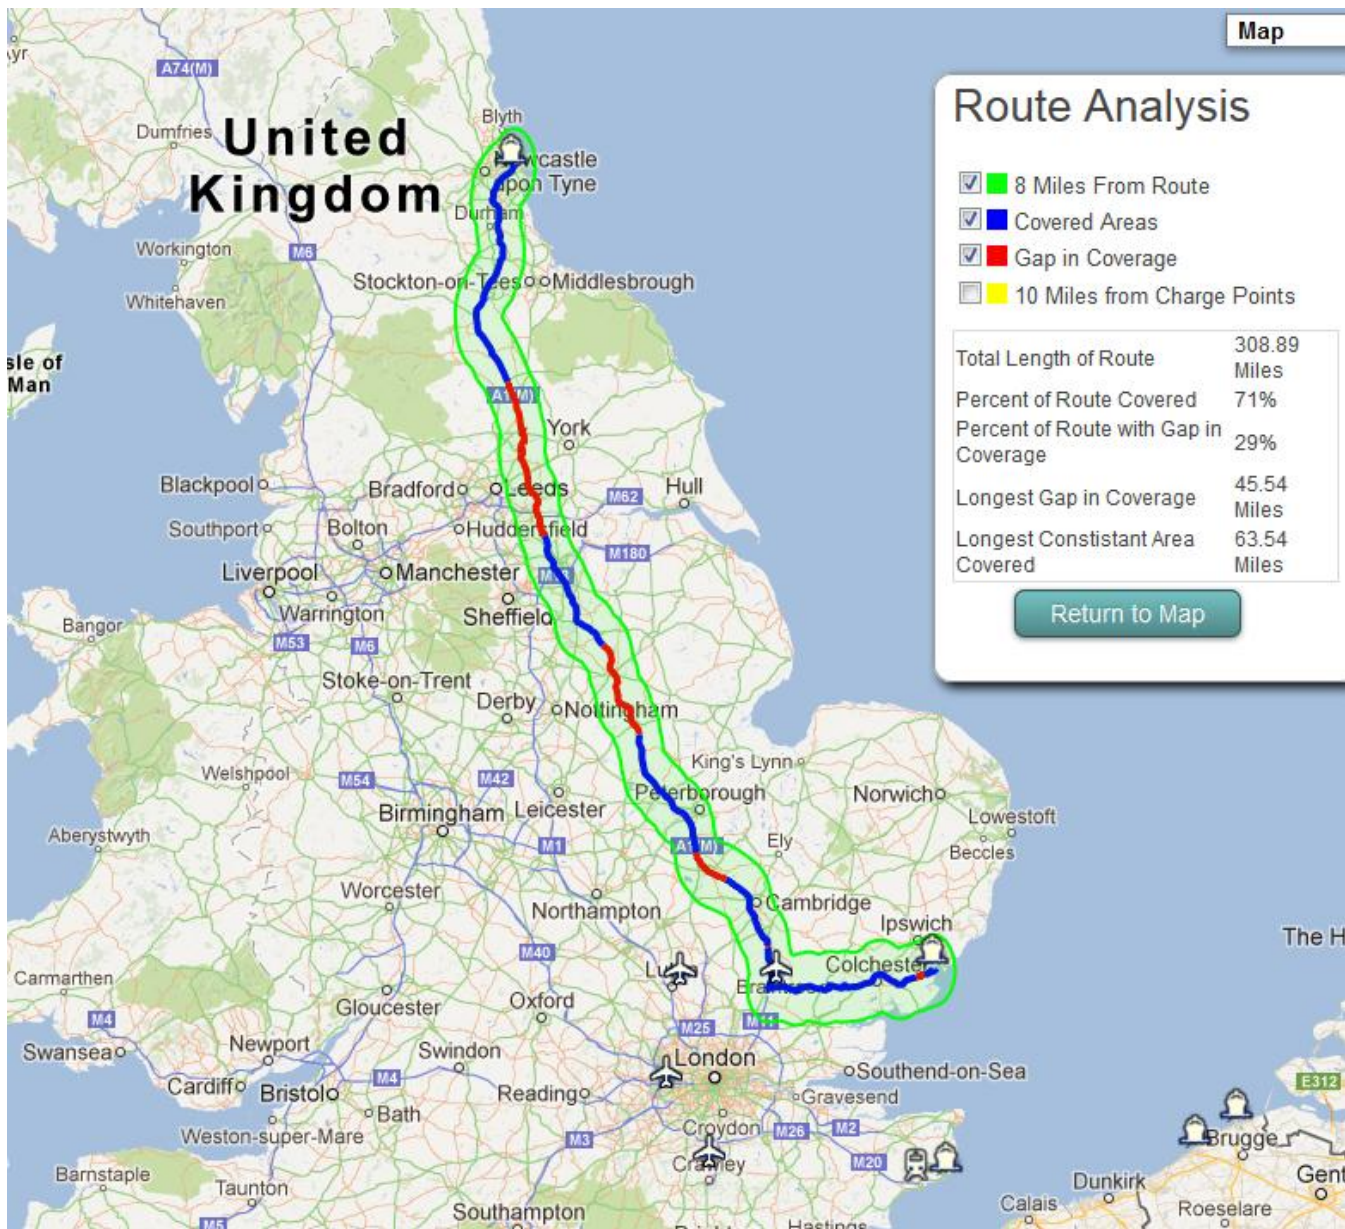 Map
Route Analysis
8 Miles From Route
Covered Areas
Gap in Coverage
10 Miles from Charge Points
Total Length of Route 308.89 Miles
Percent of Route Covered 71%
Percent of Route with Gap in Coverage 29%
Longest Gap in Coverage 45.54 Miles
Longest Constistant Area Covered 63.54 Miles
Return to Map
Ayr
A74(M)
Dumfries
United
Kingdom
Blyth
upon Tyne
Durham
Workington
M6
Whitehaven
Stockton-on-Tees
Middlesbrough
sle of
Man
A1(M)
York
Blackpool
Bradford
Leeds
Hull
M62
Southport
Bolton
Huddersfield
M180
Liverpool
Manchester
Warrington
Sheffield
Bangor
M53
M6
Stoke-on-Trent
Derby
Nottingham
King's Lynn
Welshpool
M54
M42
Leicester
Peterborough
Norwich
Birmingham
Lowestoft
Aberystwyth
M1
A1(M)
Ely
Beccles
Worcester
Northampton
Cambridge
Ipswich
The H
M40
Carmarthen
Colchester
Gloucester
Oxford
M4
M25
M11
Swansea
Newport
Swindon
London
Southend-on-Sea
Cardiff
Bristol
M4
Reading
Gravesend
E312
Bath
Croydon
Weston-super-Mare
M3
M26
M2
Brugge
M20
Barnstaple
Crawley
Dunkirk
Gent
Taunton
Calais
Roeselare
M5
Southampton
Hastings